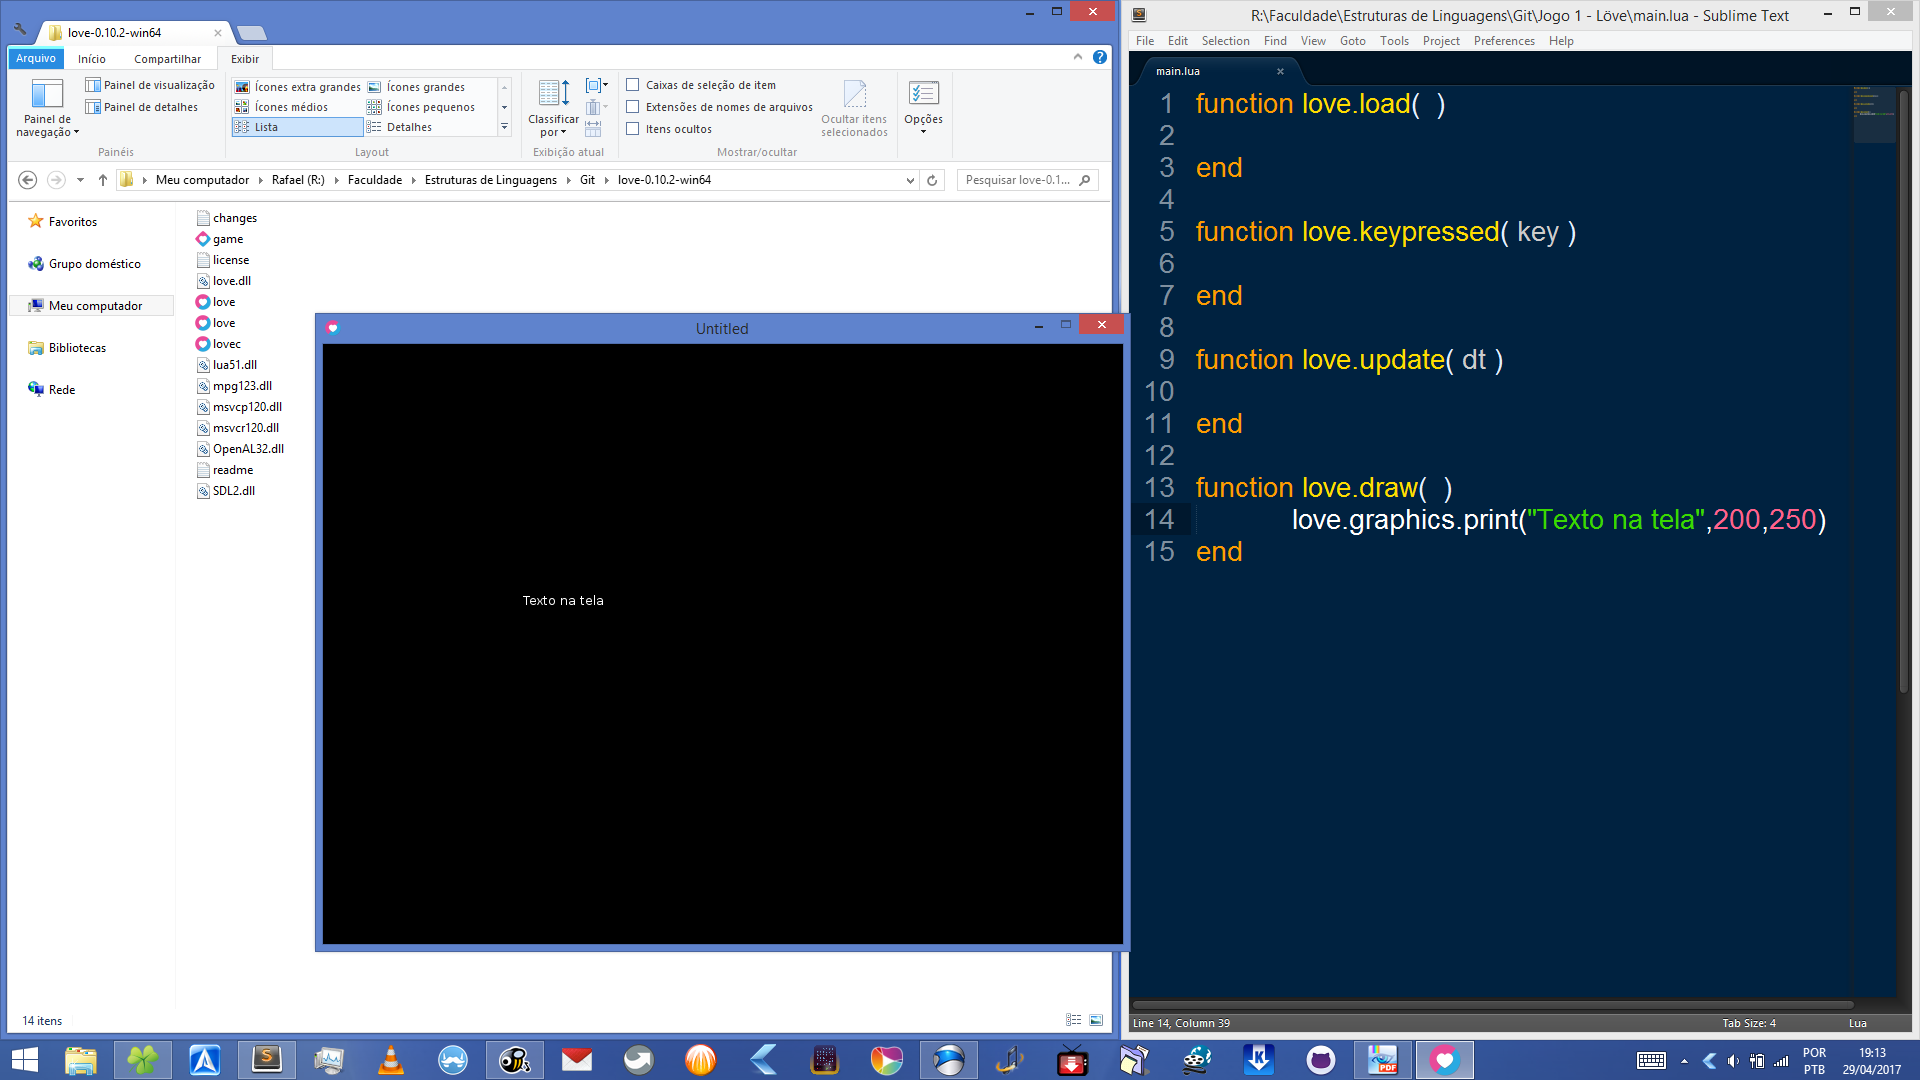 love-0.10.2-win64
Arquivo Início Compartilhar Exibir
Painel de navegação
Painel de visualização
Painel de detalhes
Painéis
Ícones extra grandes Ícones grandes
Ícones médios Ícones pequenos
Lista Detalhes
Layout
Classificar por
Exibição atual
Caixas de seleção de item
Extensões de nomes de arquivos
Itens ocultos
Ocultar itens selecionados
Mostrar/ocultar
Opções
Meu computador Rafael (R:) Faculdade Estruturas de Linguagens Git love-0.10.2-win64
Pesquisar love-0.1...
Favoritos
Grupo doméstico
Meu computador
Bibliotecas
Rede
changes
game
license
love.dll
love
love
lovec
lua51.dll
mpg123.dll
msvcp120.dll
msvcr120.dll
OpenAL32.dll
readme
SDL2.dll
14 itens
Untitled
Texto na tela
R:\Faculdade\Estruturas de Linguagens\Git\Jogo 1 - Löve\main.lua - Sublime Text
File Edit Selection Find View Goto Tools Project Preferences Help
main.lua
1 function love.load(  )
2
3 end
4
5 function love.keypressed( key )
6
7 end
8
9 function love.update( dt )
10
11 end
12
13 function love.draw(  )
14 love.graphics.print("Texto na tela",200,250)
15 end
Line 14, Column 39
Tab Size: 4
Lua
POR
PTB
19:13
29/04/2017